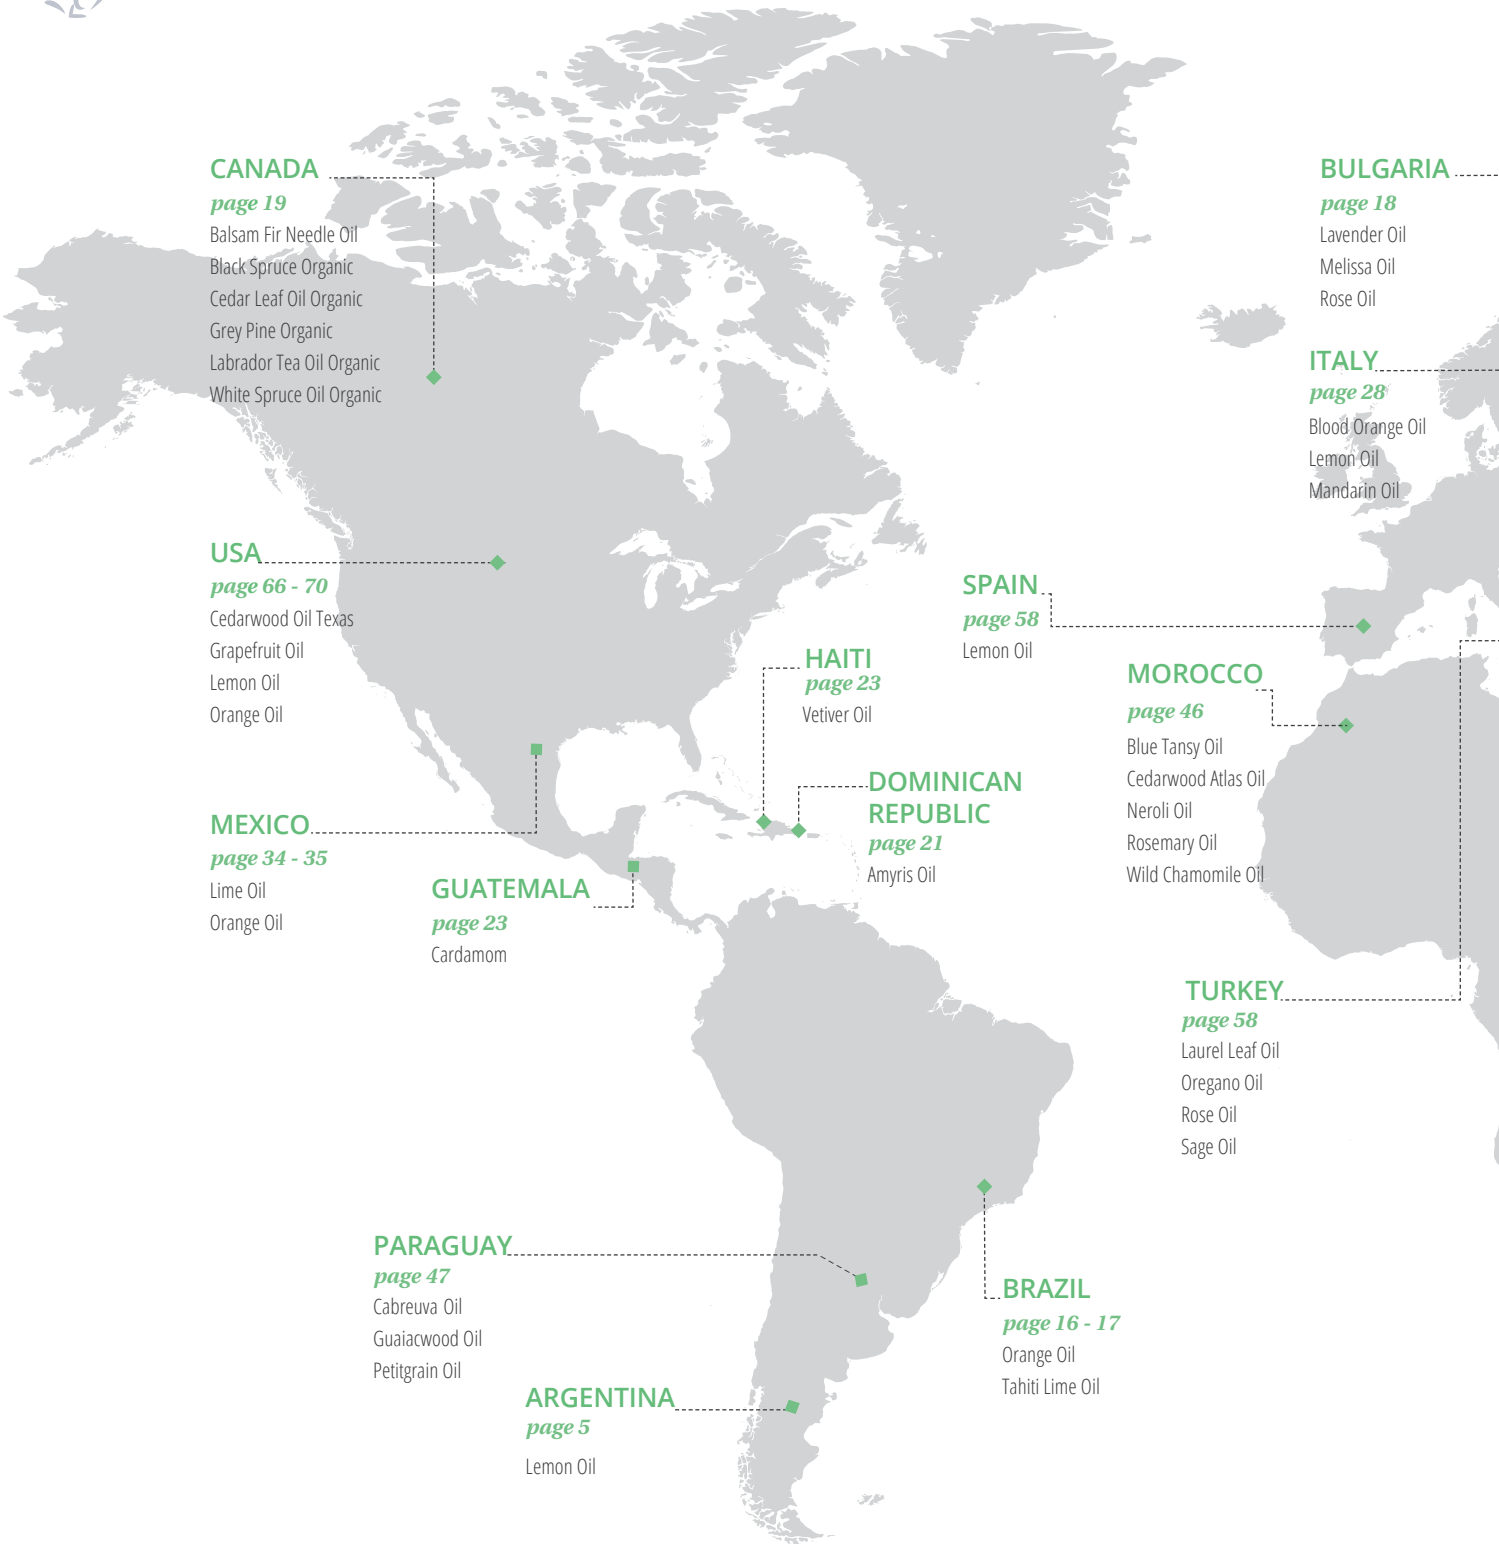 CANADA
page 19
Balsam Fir Needle Oil
Black Spruce Organic
Cedar Leaf Oil Organic
Grey Pine Organic
Labrador Tea Oil Organic
White Spruce Oil Organic
BULGARIA
page 18
Lavender Oil
Melissa Oil
Rose Oil
ITALY
page 28
Blood Orange Oil
Lemon Oil
Mandarin Oil
USA
page 66 - 70
Cedarwood Oil Texas
Grapefruit Oil
Lemon Oil
Orange Oil
SPAIN
page 58
Lemon Oil
HAITI
page 23
Vetiver Oil
MOROCCO
page 46
Blue Tansy Oil
Cedarwood Atlas Oil
Neroli Oil
Rosemary Oil
Wild Chamomile Oil
DOMINICAN
REPUBLIC
page 21
Amyris Oil
MEXICO
page 34 - 35
Lime Oil
Orange Oil
GUATEMALA
page 23
Cardamom
TURKEY
page 58
Laurel Leaf Oil
Oregano Oil
Rose Oil
Sage Oil
PARAGUAY
page 47
Cabreuva Oil
Guaiacwood Oil
Petitgrain Oil
BRAZIL
page 16 - 17
Orange Oil
Tahiti Lime Oil
ARGENTINA
page 5
Lemon Oil